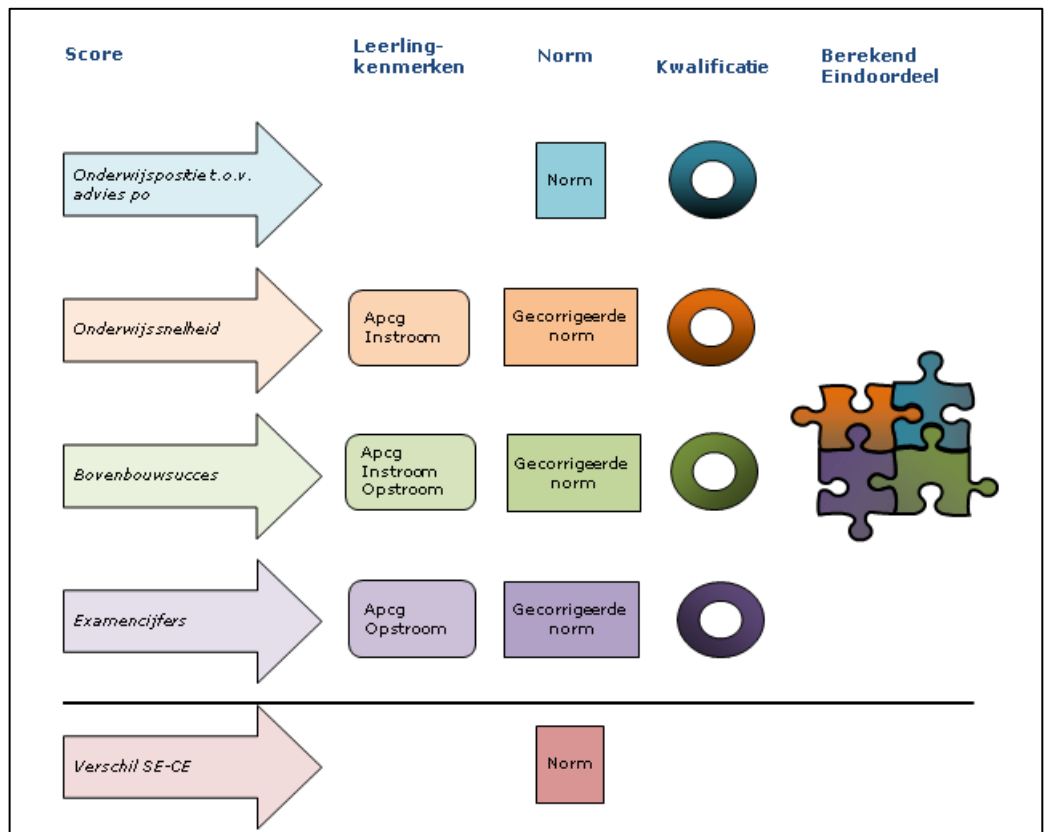 Score
Leerling-
kenmerken
Norm
Kwalificatie
Berekend
Eindoordeel
Onderwijspositie t.o.v.
advies po
Norm
Onderwijssnelheid
Apcg
Instroom
Gecorrigeerde
norm
Bovenbouwsucces
Apcg
Instroom
Opstroom
Gecorrigeerde
norm
Examencijfers
Apcg
Opstroom
Gecorrigeerde
norm
Verschil SE-CE
Norm